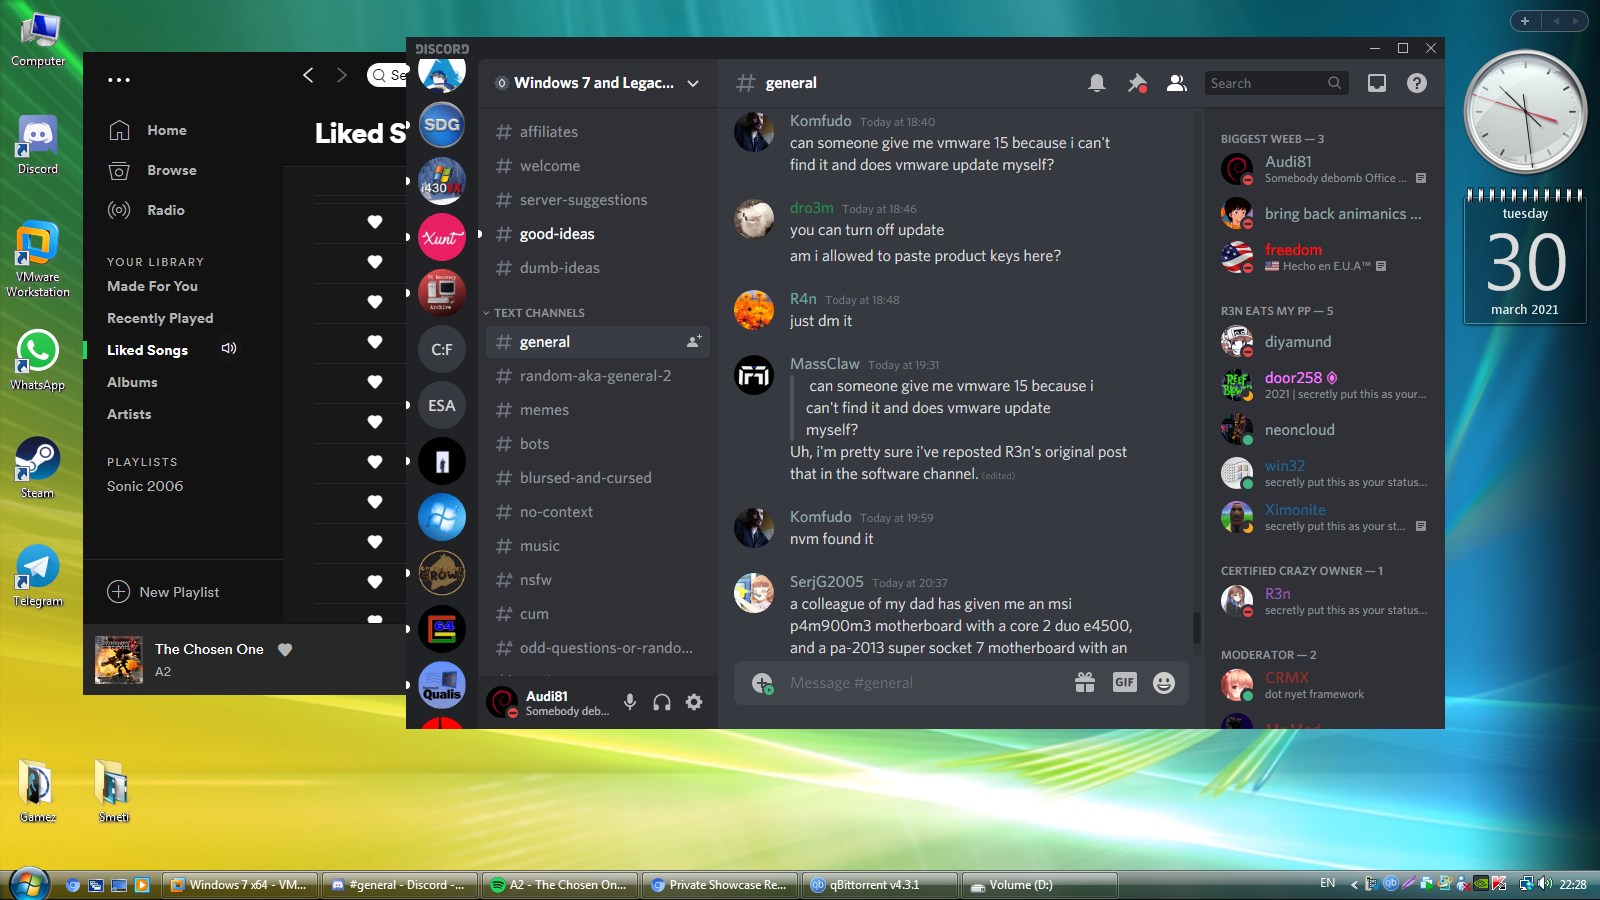 Computer
Discord
VMware
Workstation
WhatsApp
Steam
Telegram
Gamez
Smeti
Se
Liked S
Home
Browse
Radio
YOUR LIBRARY
Made For You
Recently Played
Liked Songs
Albums
Artists
PLAYLISTS
Sonic 2006
New Playlist
The Chosen One
A2
DISCORD
SDG
i430VX
Xunt
PC Recovery
Archive
C:F
ESA
CROW
G4
Qualis
Windows 7 and Legac...
affiliates
welcome
server-suggestions
good-ideas
dumb-ideas
TEXT CHANNELS
general
random-aka-general-2
memes
bots
blursed-and-cursed
no-context
music
nsfw
cum
odd-questions-or-rando...
Audi81
Somebody deb...
general
Search
Komfudo Today at 18:40
can someone give me vmware 15 because i can't
find it and does vmware update myself?
dro3m Today at 18:46
you can turn off update
am i allowed to paste product keys here?
R4n Today at 18:48
just dm it
MassClaw Today at 19:31
can someone give me vmware 15 because i
can't find it and does vmware update
myself?
Uh, i'm pretty sure i've reposted R3n's original post
that in the software channel. (edited)
Komfudo Today at 19:59
nvm found it
SerjG2005 Today at 20:37
a colleague of my dad has given me an msi
p4m900m3 motherboard with a core 2 duo e4500,
and a pa-2013 super socket 7 motherboard with an
Message #general
GIF
BIGGEST WEEB — 3
Audi81
Somebody debomb Office ...
bring back animanics ...
freedom
Hecho en E.U.A™
R3N EATS MY PP — 5
diyamund
door258
2021 | secretly put this as your...
neoncloud
win32
secretly put this as your status...
Ximonite
secretly put this as your st...
CERTIFIED CRAZY OWNER — 1
R3n
secretly put this as your status...
MODERATOR — 2
CRMX
dot nyet framework
tuesday
30
march 2021
Windows 7 x64 - VM...
#general - Discord -...
A2 - The Chosen On...
Private Showcase Re...
qBittorrent v4.3.1
Volume (D:)
EN
22:28